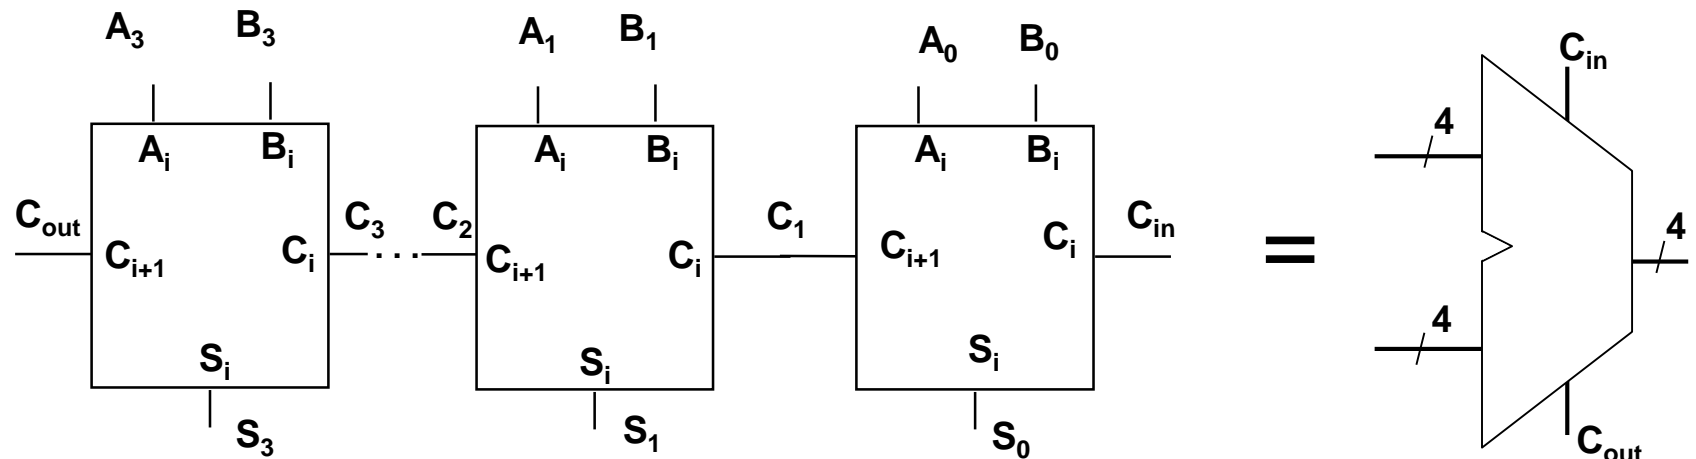 A3 B3 A1 B1 A0 B0 Cin
Ai Bi Ai Bi Ai Bi 4
Cout C3 . . . C2 C1 Cin
Ci+1 Ci Ci+1 Ci Ci+1 Ci = 4
Si Si Si 4
S3 S1 S0 Cout